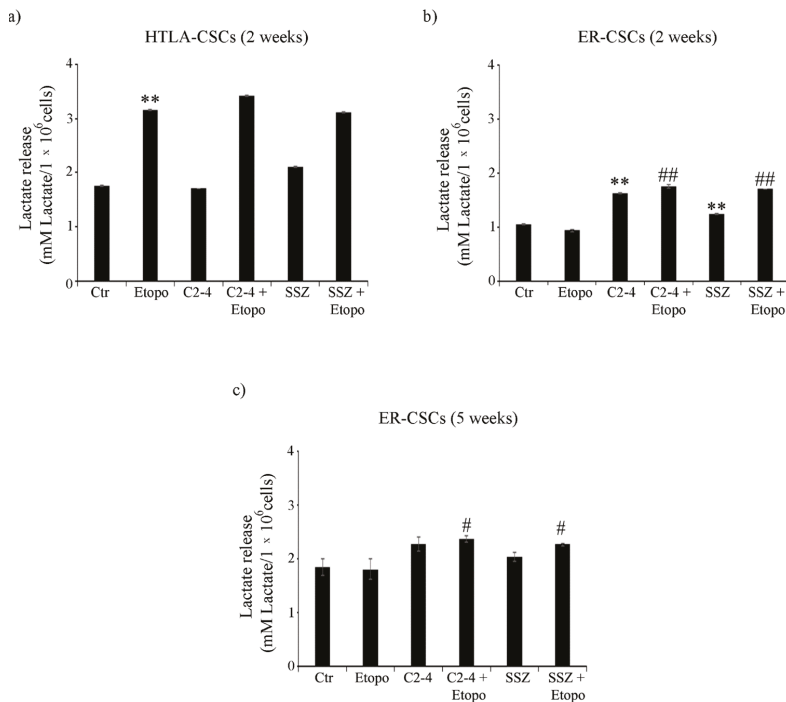 a)
HTLA-CSCs (2 weeks)
Lactate release
(mM Lactate/1 × 10⁶cells)
4
3
2
1
0
**
Ctr
Etopo
C2-4
C2-4 +
Etopo
SSZ
SSZ +
Etopo
b)
ER-CSCs (2 weeks)
Lactate release
(mM Lactate/1 × 10⁶cells)
4
3
2
1
0
**
##
**
##
Ctr
Etopo
C2-4
C2-4 +
Etopo
SSZ
SSZ +
Etopo
c)
ER-CSCs (5 weeks)
Lactate release
(mM Lactate/1 × 10⁶cells)
4
3
2
1
0
#
#
Ctr
Etopo
C2-4
C2-4 +
Etopo
SSZ
SSZ +
Etopo